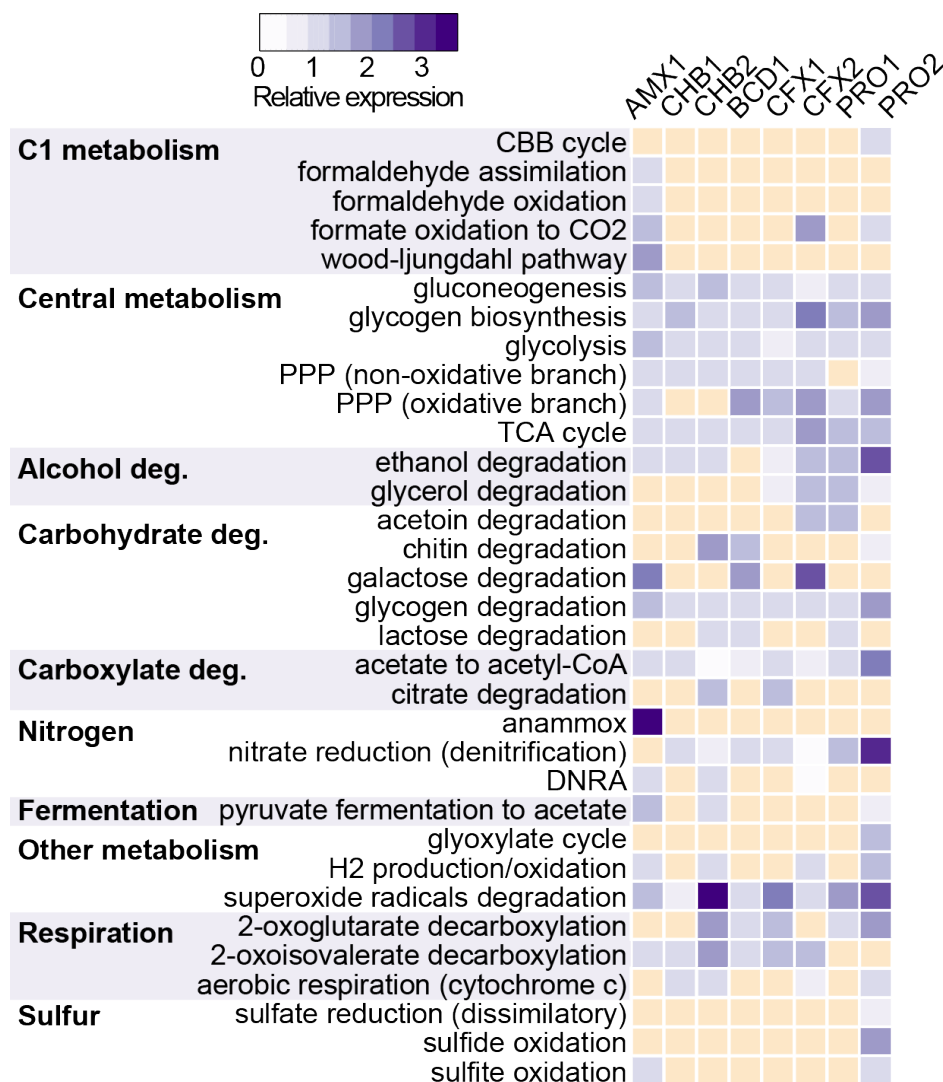 0 1 2 3
Relative expression
AMX1 CHB1 CHB2 BCD1 CFX1 CFX2 PRO1 PRO2
C1 metabolism
CBB cycle
formaldehyde assimilation
formaldehyde oxidation
formate oxidation to CO2
wood-ljungdahl pathway
Central metabolism
gluconeogenesis
glycogen biosynthesis
glycolysis
PPP (non-oxidative branch)
PPP (oxidative branch)
TCA cycle
Alcohol deg.
ethanol degradation
glycerol degradation
Carbohydrate deg.
acetoin degradation
chitin degradation
galactose degradation
glycogen degradation
lactose degradation
Carboxylate deg.
acetate to acetyl-CoA
citrate degradation
Nitrogen
anammox
nitrate reduction (denitrification)
DNRA
Fermentation
pyruvate fermentation to acetate
Other metabolism
glyoxylate cycle
H2 production/oxidation
superoxide radicals degradation
Respiration
2-oxoglutarate decarboxylation
2-oxoisovalerate decarboxylation
aerobic respiration (cytochrome c)
Sulfur
sulfate reduction (dissimilatory)
sulfide oxidation
sulfite oxidation